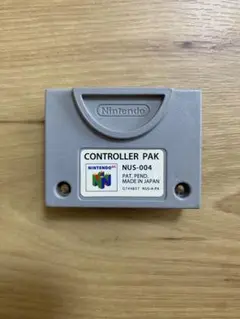 Nintendo
CONTROLLER PAK
NINTENDO 64
NUS-004
PAT. PEND.
MADE IN JAPAN